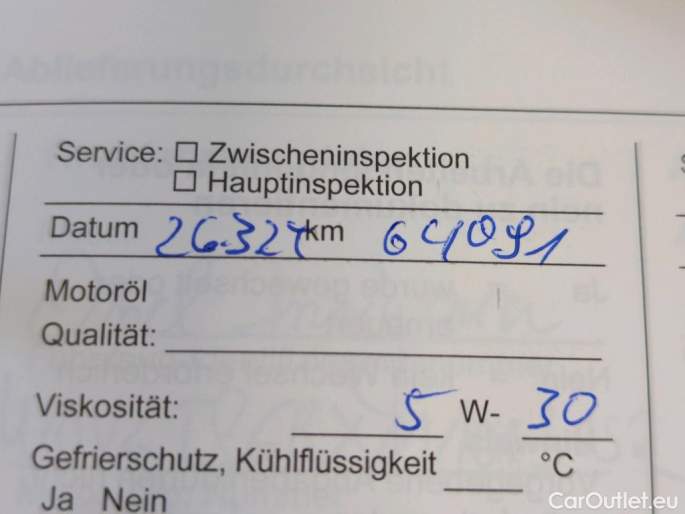 Ablieferungsdurchsicht
Service: ☐ Zwischeninspektion
☐ Hauptinspektion
Datum 26.3.24 km 64091
Motoröl
Qualität:
Viskosität: 5 W- 30
Gefrierschutz, Kühlflüssigkeit °C
Ja Nein
CarOutlet.eu